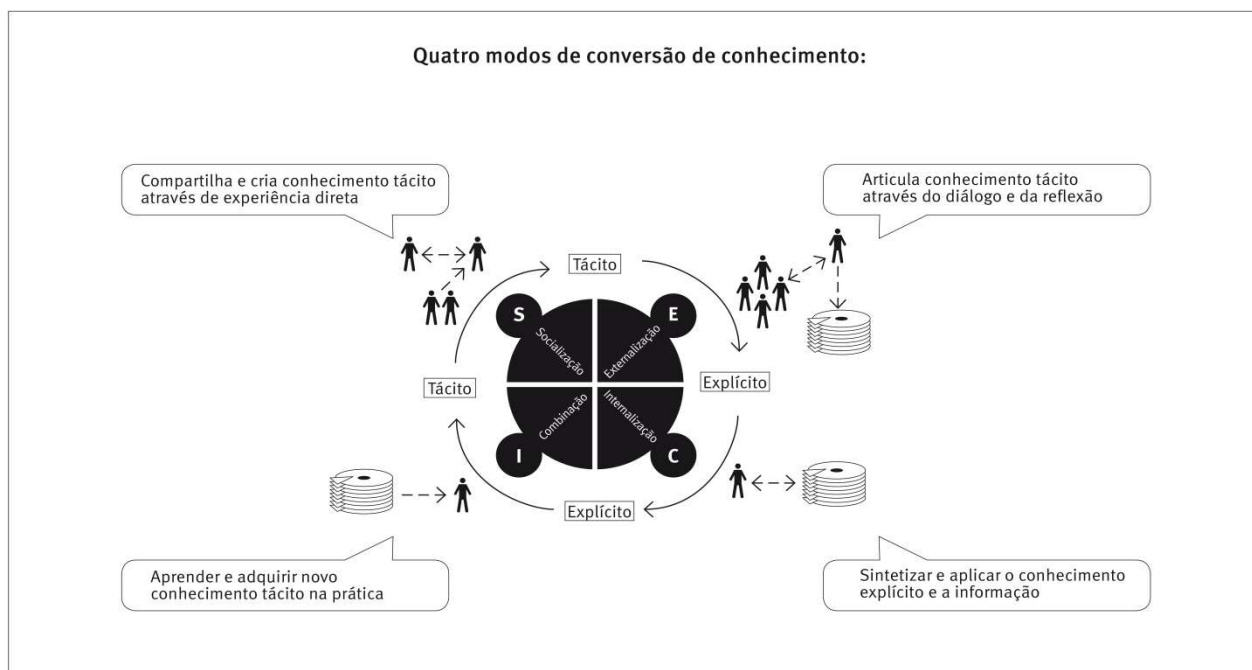 Quatro modos de conversão de conhecimento:
Compartilha e cria conhecimento tácito
através de experiência direta
Articula conhecimento tácito
através do diálogo e da reflexão
Tácito
S
E
Socialização
Externalização
Tácito
Explícito
Combinação
Internalização
I
C
Explícito
Aprender e adquirir novo
conhecimento tácito na prática
Sintetizar e aplicar o conhecimento
explícito e a informação